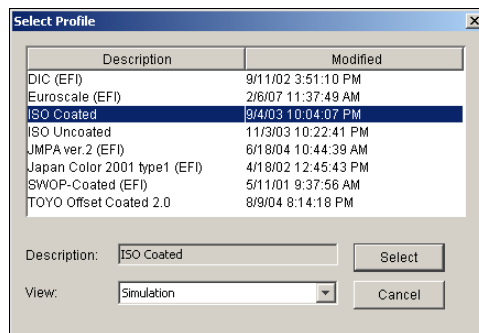 Select Profile
Description Modified
DIC (EFI) 9/11/02 3:51:10 PM
Euroscale (EFI) 2/6/07 11:37:49 AM
ISO Coated 9/4/03 10:04:07 PM
ISO Uncoated 11/3/03 10:22:41 PM
JMPA ver.2 (EFI) 6/18/04 10:44:39 AM
Japan Color 2001 type1 (EFI) 4/18/02 12:45:43 PM
SWOP-Coated (EFI) 5/11/01 9:37:56 AM
TOYO Offset Coated 2.0 8/9/04 8:14:18 PM
Description: ISO Coated Select
View: Simulation Cancel